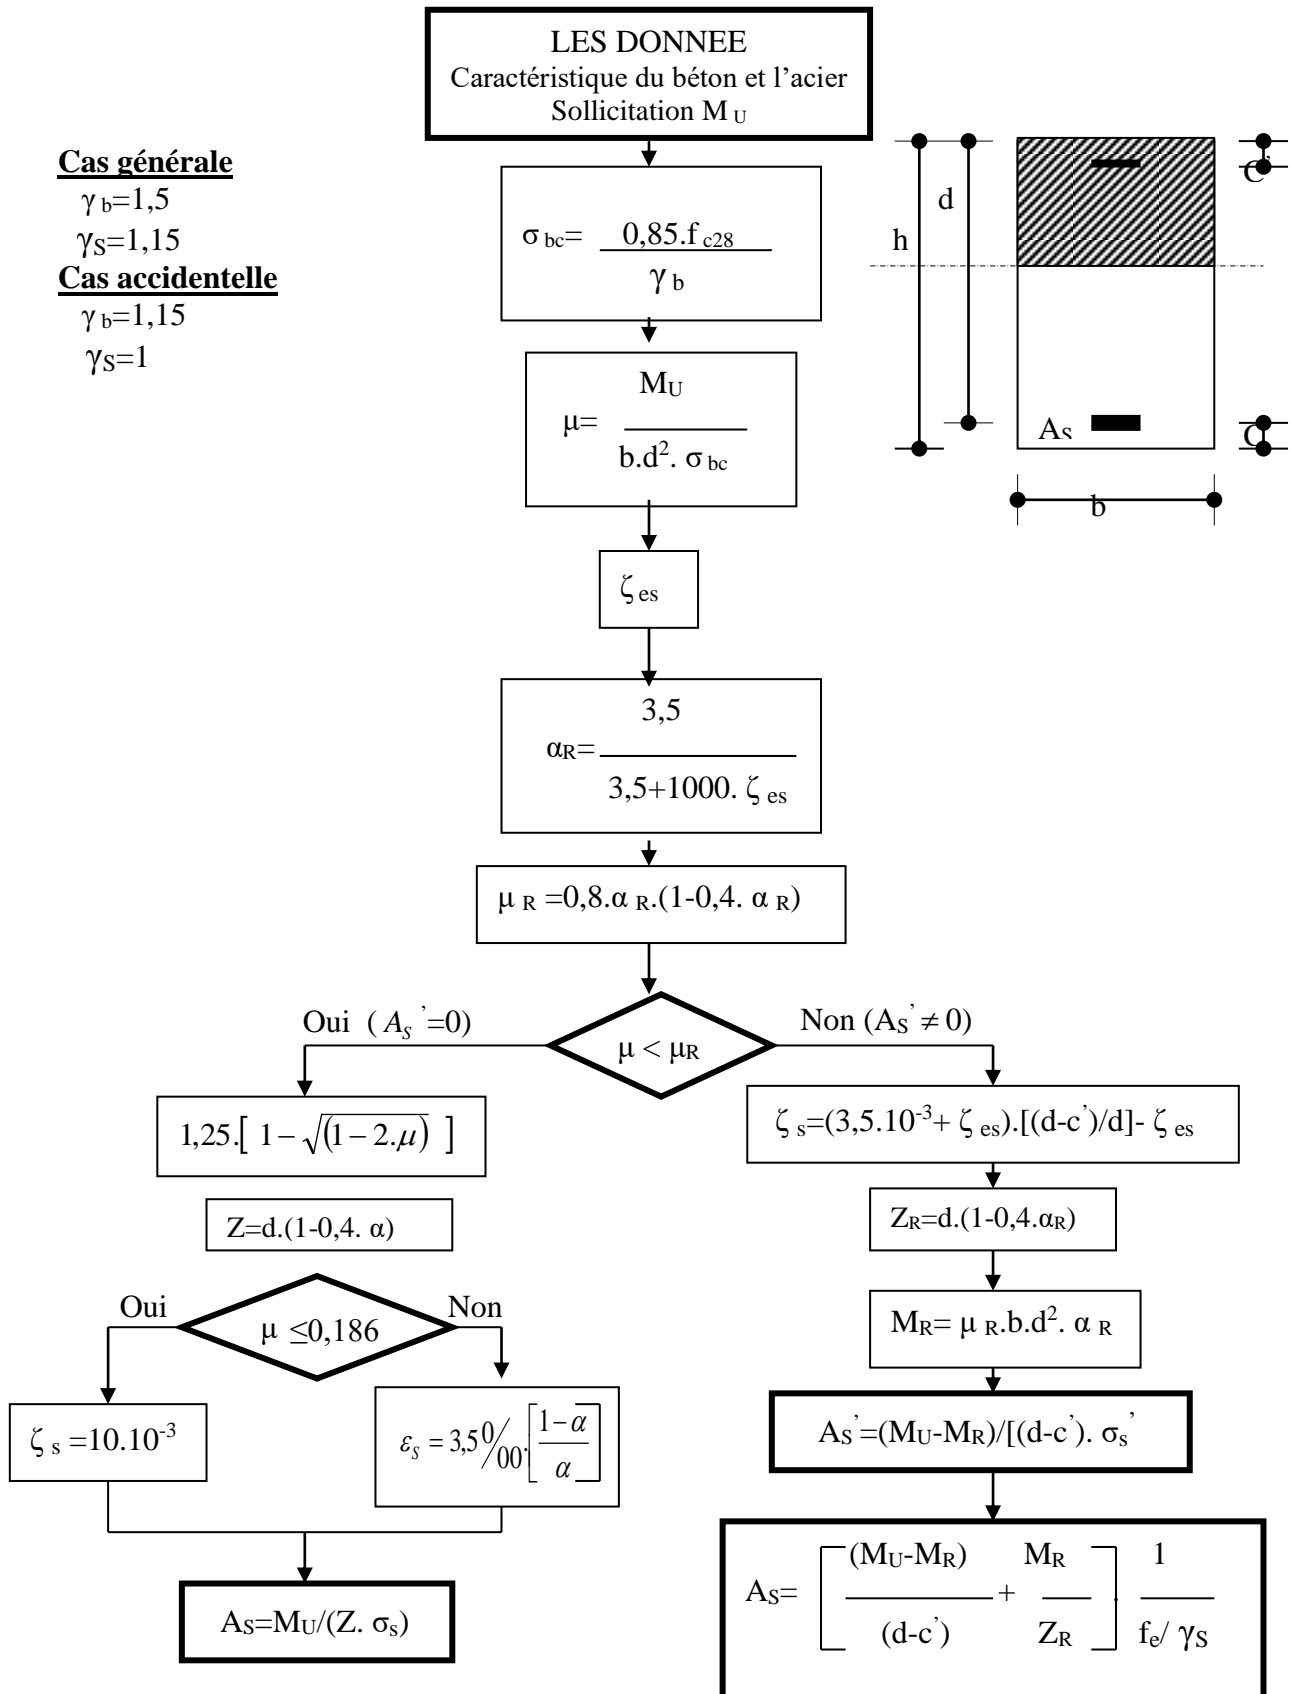 LES DONNEE
Caractéristique du béton et l'acier
Sollicitation M U
Cas générale
γ b=1,5
γS=1,15
Cas accidentelle
γ b=1,15
γS=1
σ bc= 0,85.f c28
γ b
h
d
C'
AS
C
b
MU
μ=
b.d². σ bc
ζ es
3,5
αR=
3,5+1000. ζ es
μ R =0,8.α R.(1-0,4. α R)
Oui ( AS '=0)
μ < μR
Non (AS' ≠ 0)
1,25.[ 1−√(1−2.μ) ]
Z=d.(1-0,4. α)
Oui
μ ≤0,186
Non
ζ s =10.10-3
εS = 3,5 0/00.[1−α
α]
AS=MU/(Z. σs)
ζ s=(3,5.10-3+ ζ es).[(d-c')/d]- ζ es
ZR=d.(1-0,4.αR)
MR= μ R.b.d². α R
AS'=(MU-MR)/[(d-c'). σs'
(MU-MR) MR 1
AS= +
(d-c') ZR fe/ γS